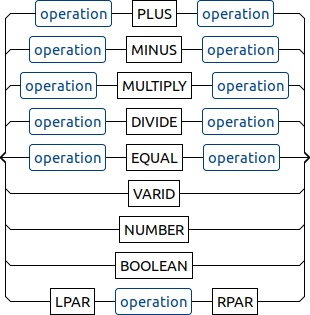 operation PLUS operation
operation MINUS operation
operation MULTIPLY operation
operation DIVIDE operation
operation EQUAL operation
VARID
NUMBER
BOOLEAN
LPAR operation RPAR